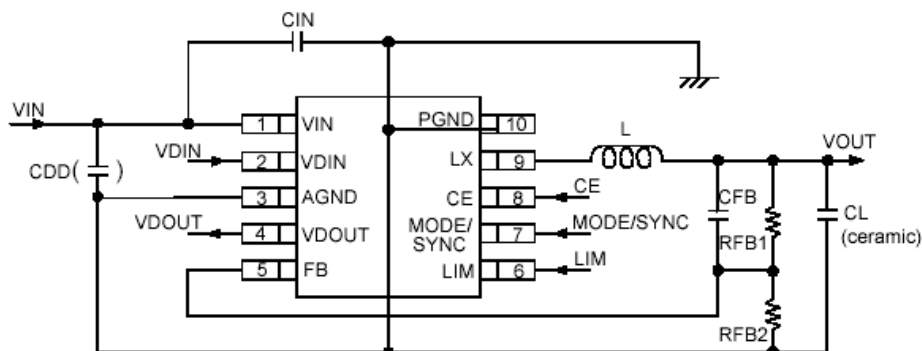 CIN
VIN
1 VIN PGND 10
L
VOUT
VDIN
2 VDIN LX 9
CDD( )
CE
CFB
3 AGND CE 8
RFB1
CL
(ceramic)
VDOUT
4 VDOUT MODE/
SYNC 7
MODE/SYNC
5 FB LIM 6
LIM
RFB2